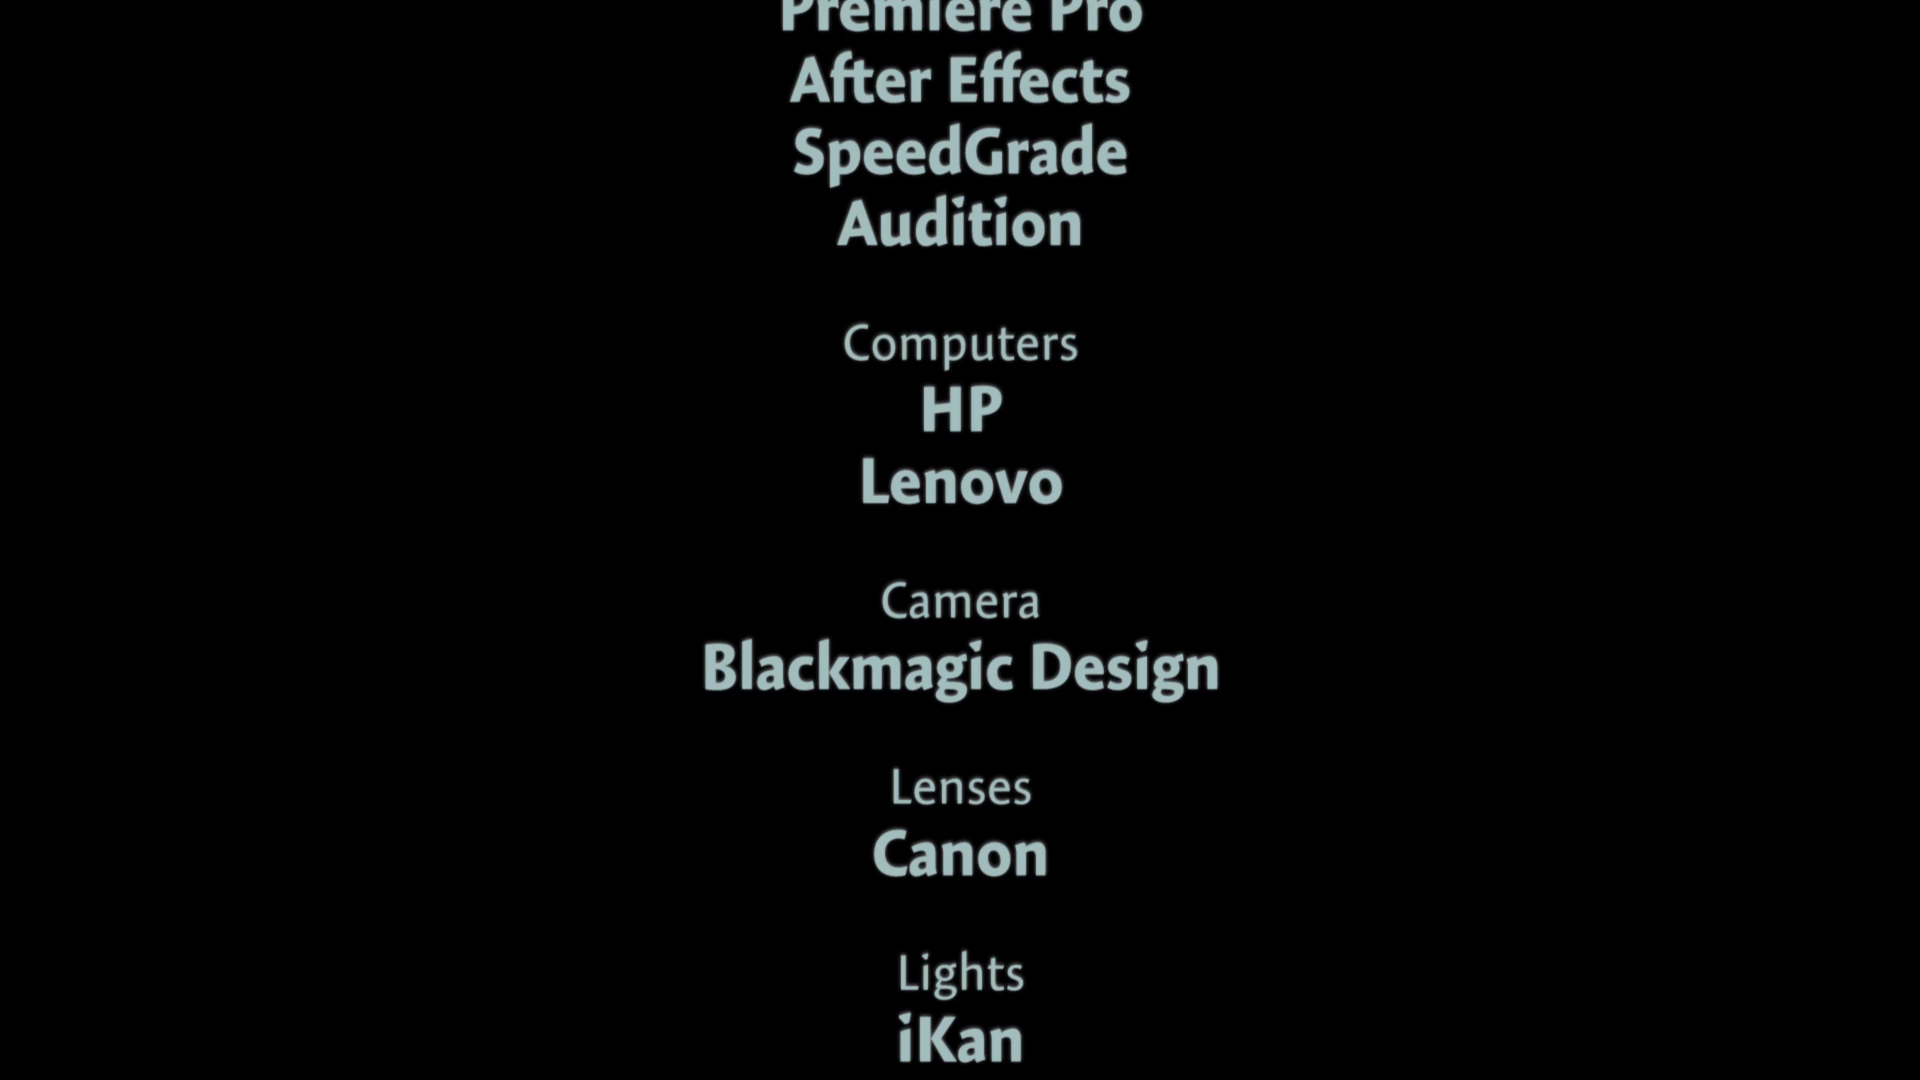 Premiere Pro
After Effects
SpeedGrade
Audition
Computers
HP
Lenovo
Camera
Blackmagic Design
Lenses
Canon
Lights
iKan